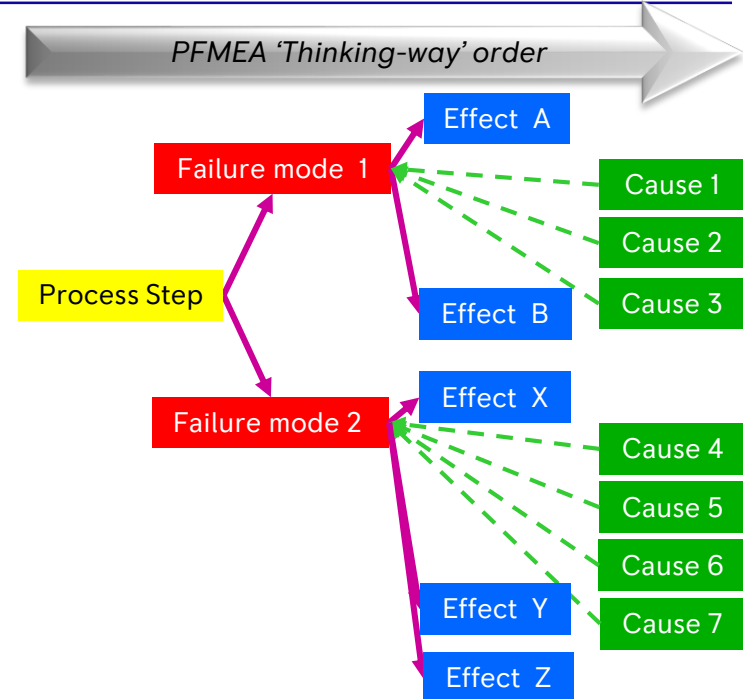 PFMEA ‘Thinking-way’ order
Effect A
Failure mode 1
Cause 1
Cause 2
Process Step
Cause 3
Effect B
Effect X
Failure mode 2
Cause 4
Cause 5
Cause 6
Effect Y
Cause 7
Effect Z